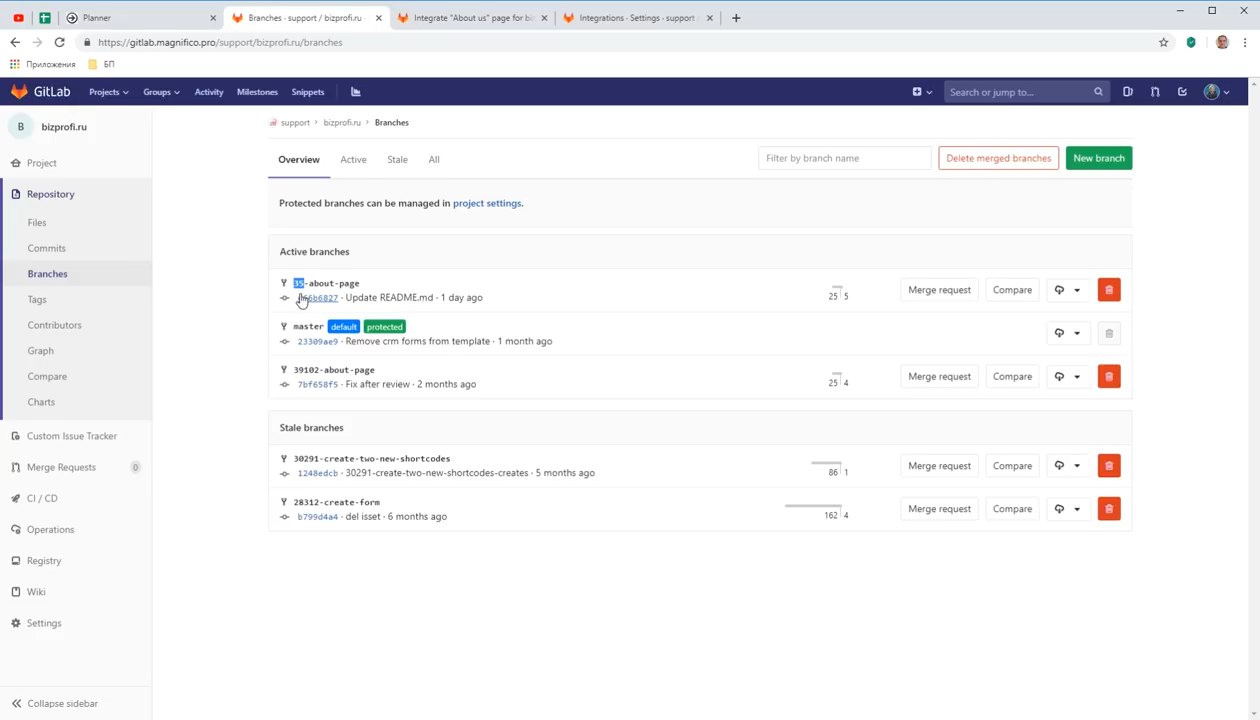 Planner
Branches - support / bizprofi.ru
Integrate "About us" page for bi
Integrations · Settings - support
https://gitlab.magnifico.pro/support/bizprofi.ru/branches
Приложения
БП
GitLab
Projects
Groups
Activity
Milestones
Snippets
Search or jump to...
B
bizprofi.ru
Project
Repository
Files
Commits
Branches
Tags
Contributors
Graph
Compare
Charts
Custom Issue Tracker
Merge Requests 0
CI / CD
Operations
Registry
Wiki
Settings
Collapse sidebar
support > bizprofi.ru > Branches
Overview Active Stale All
Filter by branch name
Delete merged branches
New branch
Protected branches can be managed in project settings.
Active branches
35-about-page
6b6827 · Update README.md · 1 day ago
25 5
Merge request Compare
master default protected
23309ae9 · Remove crm forms from template · 1 month ago
39102-about-page
7bf658f5 · Fix after review · 2 months ago
25 4
Merge request Compare
Stale branches
30291-create-two-new-shortcodes
1248edcb · 30291-create-two-new-shortcodes-creates · 5 months ago
86 1
Merge request Compare
28312-create-form
b799d4a4 · del isset · 6 months ago
162 4
Merge request Compare